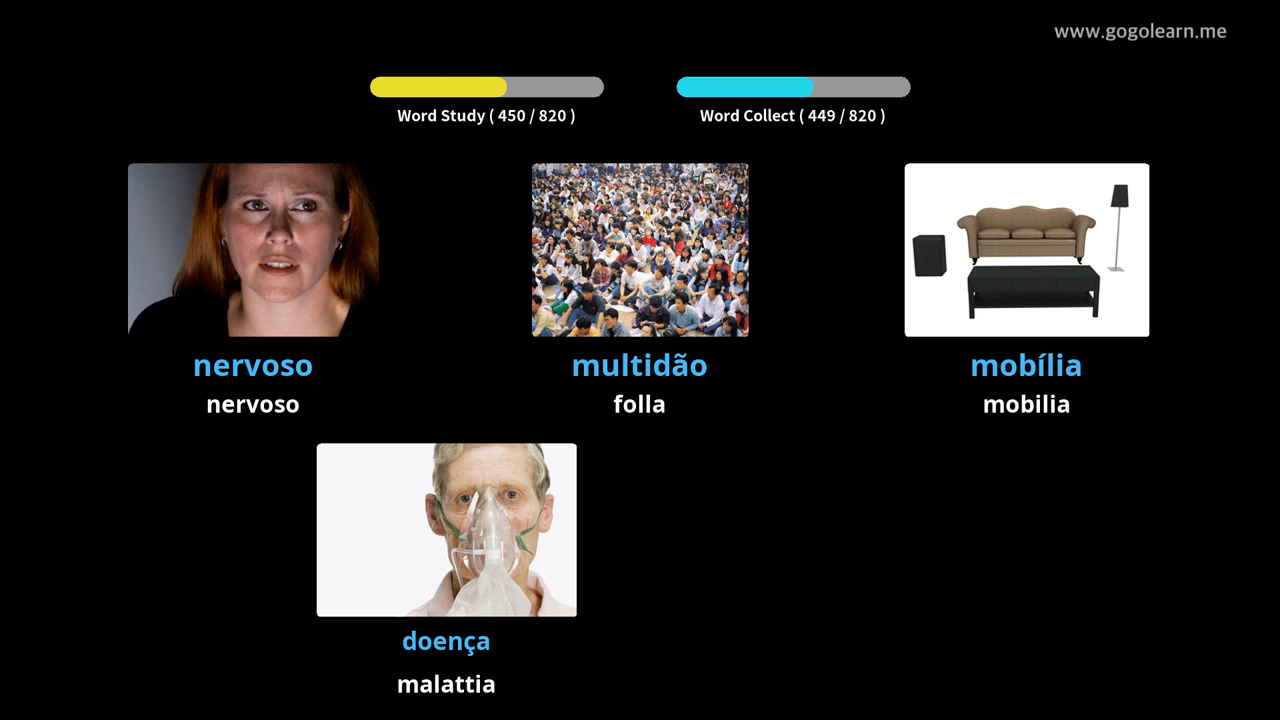 www.gogolearn.me
Word Study ( 450 / 820 )
Word Collect ( 449 / 820 )
nervoso
nervoso
multidão
folla
mobília
mobilia
doença
malattia